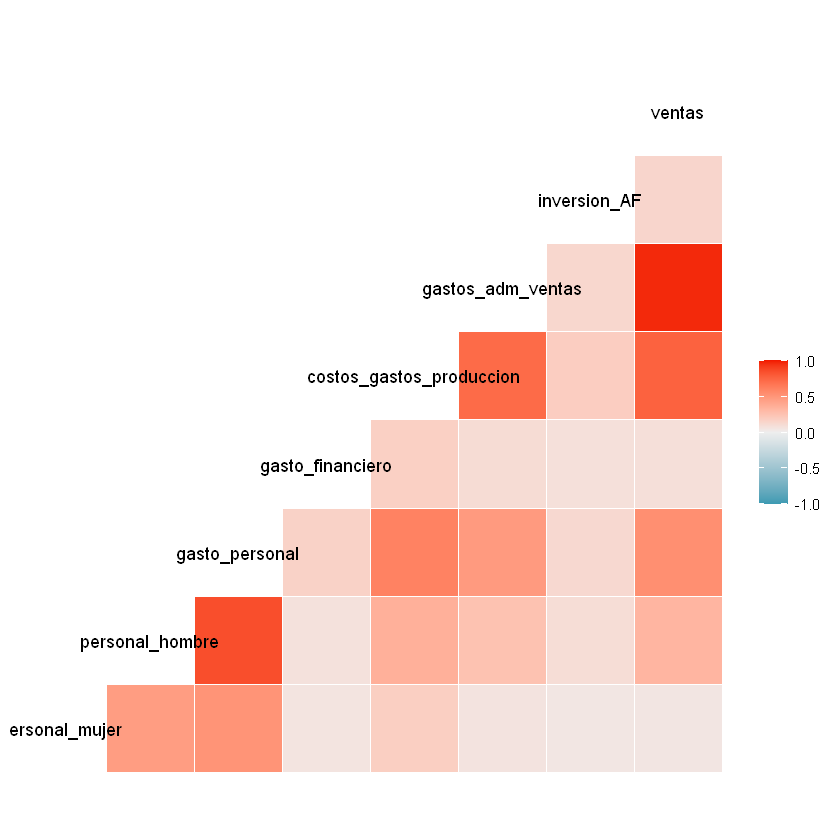 ventas
inversion_AF
gastos_adm_ventas
costos_gastos_produccion
gasto_financiero
gasto_personal
personal_hombre
ersonal_mujer
1.0
0.5
0.0
-0.5
-1.0